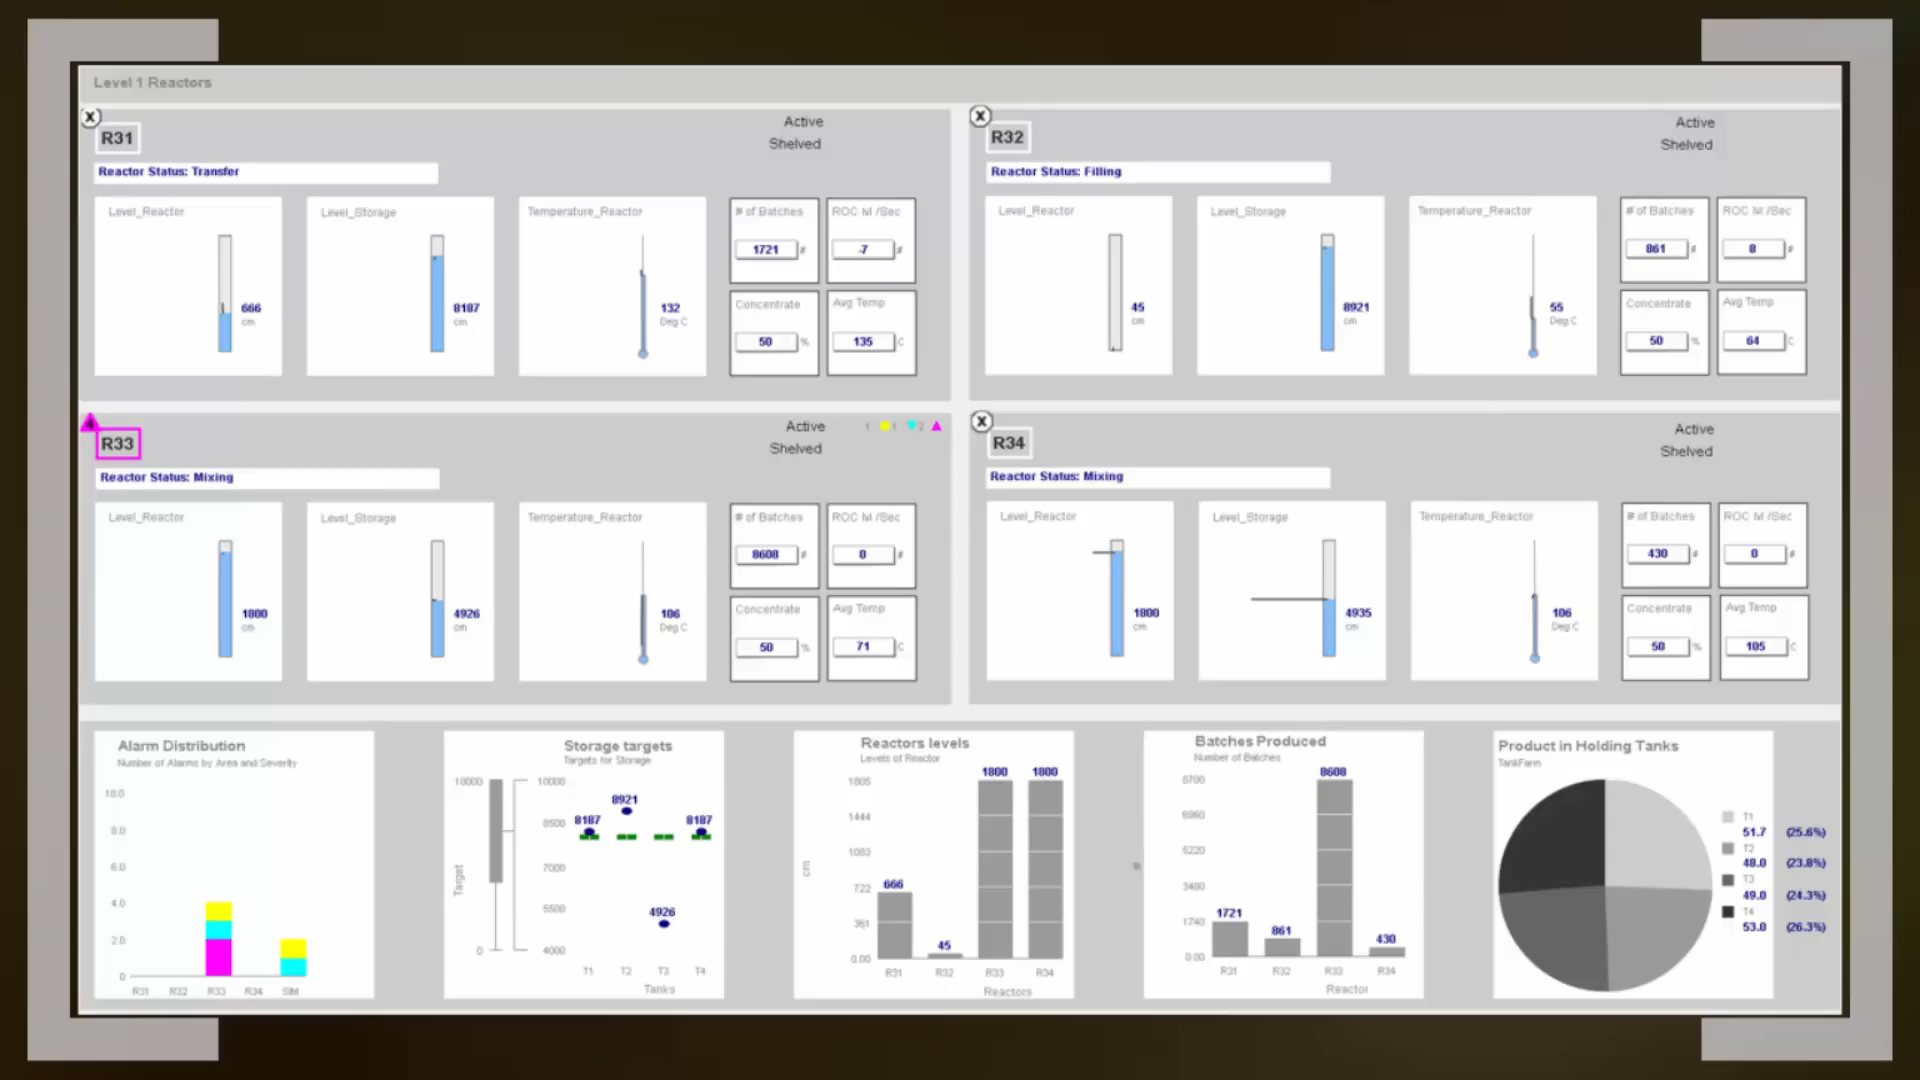 Level 1 Reactors
X
R31
Active
Shelved
Reactor Status: Transfer
Level_Reactor
666
cm
Level_Storage
8187
cm
Temperature_Reactor
132
Deg C
# of Batches
1721 #
ROC M /Sec
-7 #
Concentrate
50 %
Avg Temp
135 C
X
R32
Active
Shelved
Reactor Status: Filling
Level_Reactor
45
cm
Level_Storage
8921
cm
Temperature_Reactor
55
Deg C
# of Batches
861 #
ROC M /Sec
8 #
Concentrate
50 %
Avg Temp
64 C
4
R33
Active 1 1 2
Shelved
Reactor Status: Mixing
Level_Reactor
1800
cm
Level_Storage
4926
cm
Temperature_Reactor
106
Deg C
# of Batches
8608 #
ROC M /Sec
0 #
Concentrate
50 %
Avg Temp
71 C
X
R34
Active
Shelved
Reactor Status: Mixing
Level_Reactor
1800
cm
Level_Storage
4935
cm
Temperature_Reactor
106
Deg C
# of Batches
430 #
ROC M /Sec
0 #
Concentrate
50 %
Avg Temp
105 C
Alarm Distribution
Number of Alarms by Area and Severity
10.0
8.0
6.0
4.0
2.0
0
R31 R32 R33 R34 SIM
Storage targets
Targets for Storage
10000
0
Target
10000
8500
7000
5500
4000
8187
8921
4926
8187
T1 T2 T3 T4
Tanks
Reactors levels
Levels of Reactor
1805
1444
1083
722
361
0.00
cm
666
45
1800
1800
R31 R32 R33 R34
Reactors
Batches Produced
Number of Batches
8700
6960
5220
3480
1740
0.00
#
1721
861
8608
430
R31 R32 R33 R34
Reactor
Product in Holding Tanks
TankFarm
T1
51.7 (25.6%)
T2
48.0 (23.8%)
T3
49.0 (24.3%)
T4
53.0 (26.3%)